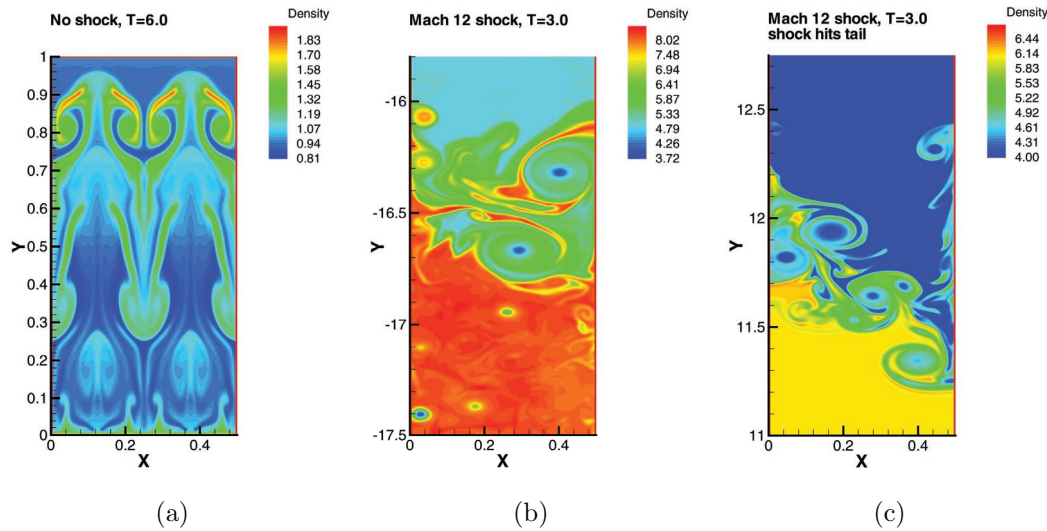 No shock, T=6.0
Density
1.83
1.70
1.58
1.45
1.32
1.19
1.07
0.94
0.81
1
0.9
0.8
0.7
0.6
0.5
0.4
0.3
0.2
0.1
0
Y
0 0.2 0.4
X
(a)
Mach 12 shock, T=3.0
Density
8.02
7.48
6.94
6.41
5.87
5.33
4.79
4.26
3.72
-16
-16.5
-17
-17.5
Y
0 0.2 0.4
X
(b)
Mach 12 shock, T=3.0
shock hits tail
Density
6.44
6.14
5.83
5.53
5.22
4.92
4.61
4.31
4.00
12.5
12
11.5
11
Y
0 0.2 0.4
X
(c)